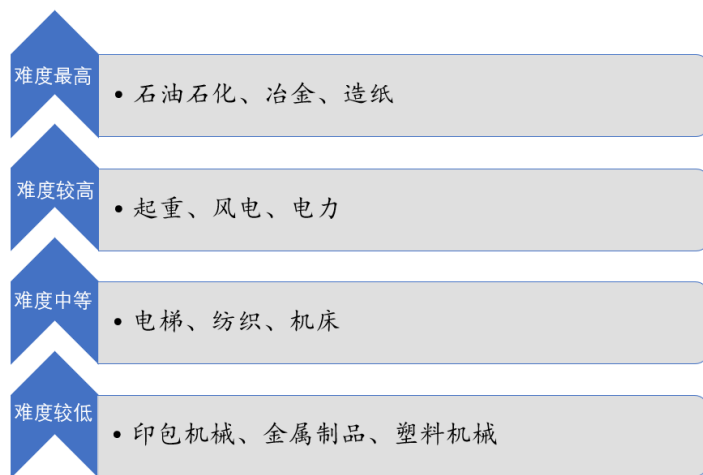 难度最高
• 石油石化、冶金、造纸
难度较高
• 起重、风电、电力
难度中等
• 电梯、纺织、机床
难度较低
• 印包机械、金属制品、塑料机械